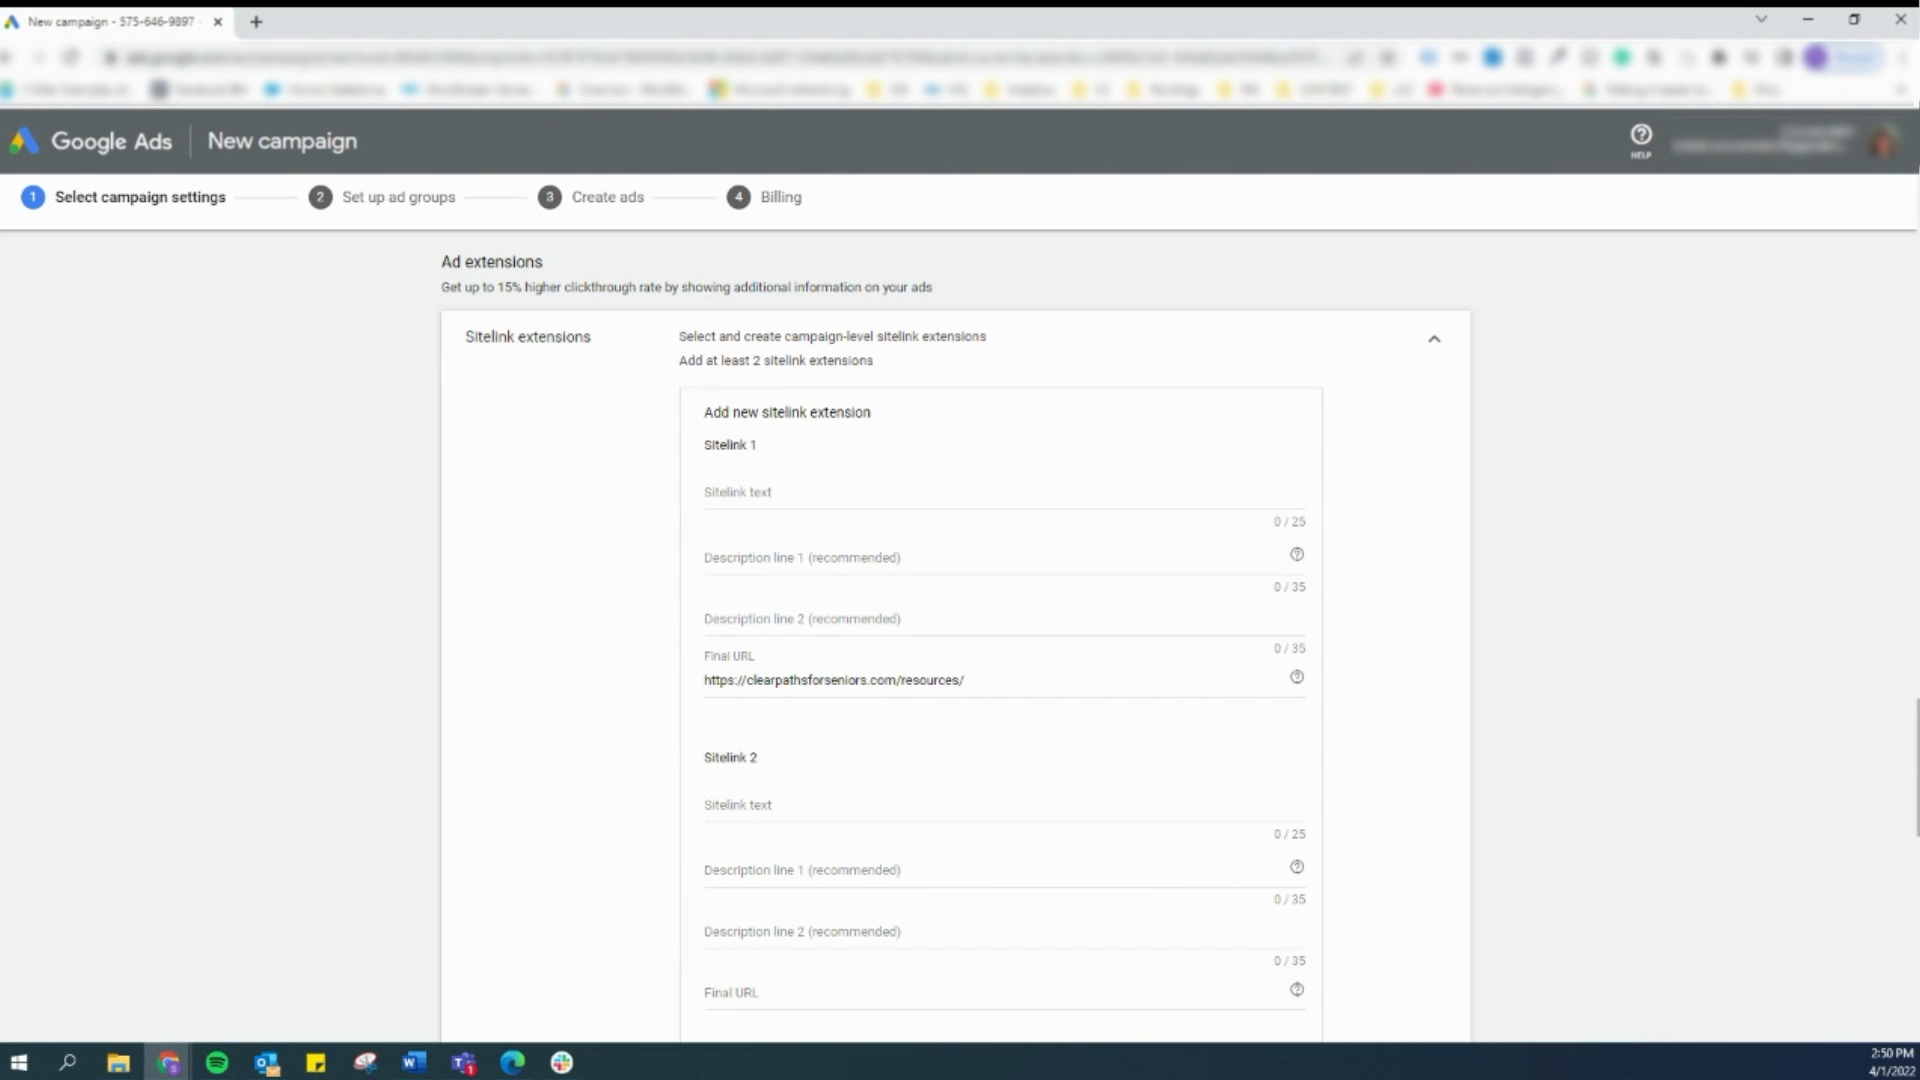 New campaign - 575-646-9897 -
Google Ads
New campaign
HELP
1 Select campaign settings
2 Set up ad groups
3 Create ads
4 Billing
Ad extensions
Get up to 15% higher clickthrough rate by showing additional information on your ads
Sitelink extensions
Select and create campaign-level sitelink extensions
Add at least 2 sitelink extensions
Add new sitelink extension
Sitelink 1
Sitelink text
0 / 25
Description line 1 (recommended)
0 / 35
Description line 2 (recommended)
0 / 35
Final URL
https://clearpathsforseniors.com/resources/
Sitelink 2
Sitelink text
0 / 25
Description line 1 (recommended)
0 / 35
Description line 2 (recommended)
0 / 35
Final URL
2:50 PM
4/1/2022